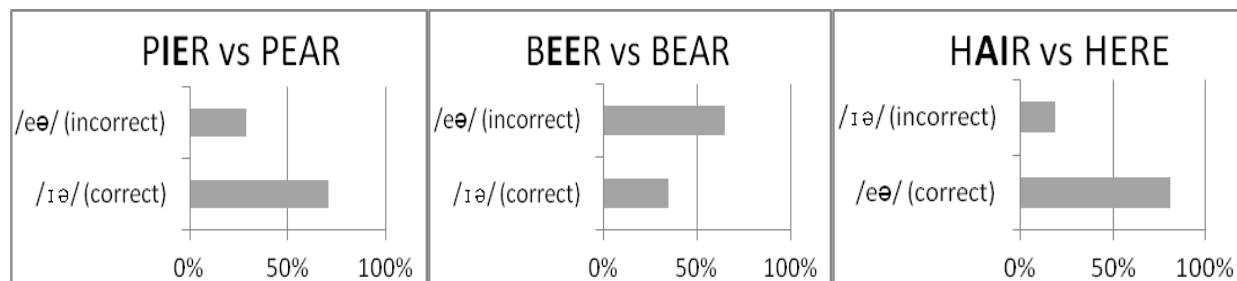 PIER vs PEAR
/eə/ (incorrect)
/ɪə/ (correct)
0% 50% 100%
BEER vs BEAR
/eə/ (incorrect)
/ɪə/ (correct)
0% 50% 100%
HAIR vs HERE
/ɪə/ (incorrect)
/eə/ (correct)
0% 50% 100%